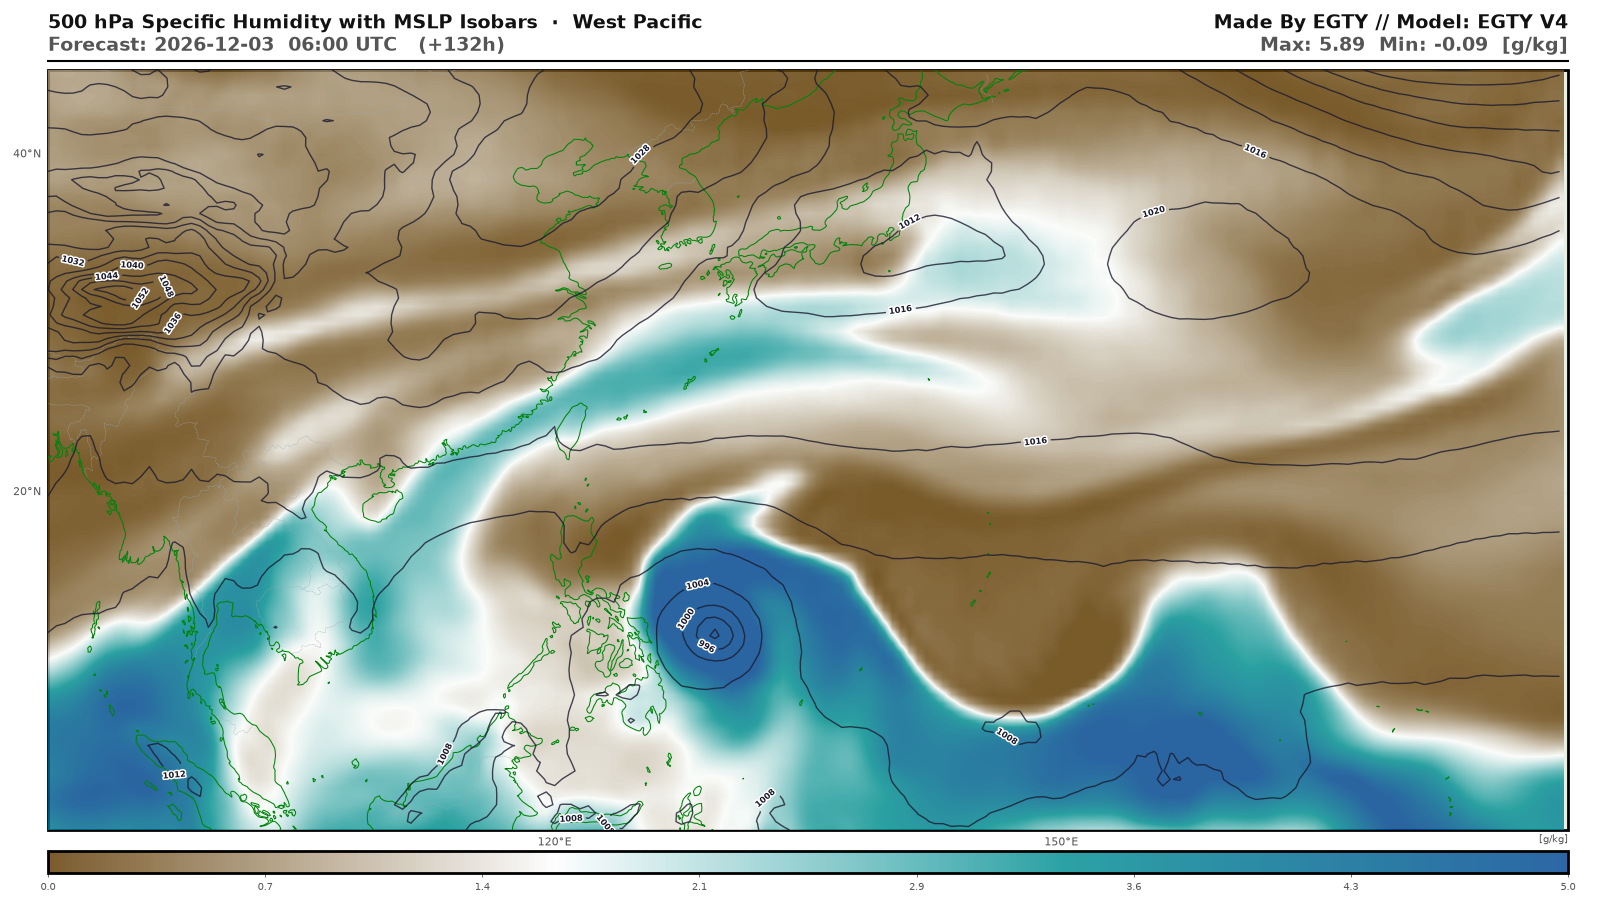 500 hPa Specific Humidity with MSLP Isobars · West Pacific
Made By EGTY // Model: EGTY V4
Forecast: 2026-12-03 06:00 UTC (+132h)
Max: 5.89 Min: -0.09 [g/kg]
40°N
20°N
1028
1016
1020
1012
1032
1040
1044
1048
1052
1036
1016
1016
1004
1000
996
1008
1008
1012
1008
1008
120°E
150°E
[g/kg]
0.0 0.7 1.4 2.1 2.9 3.6 4.3 5.0